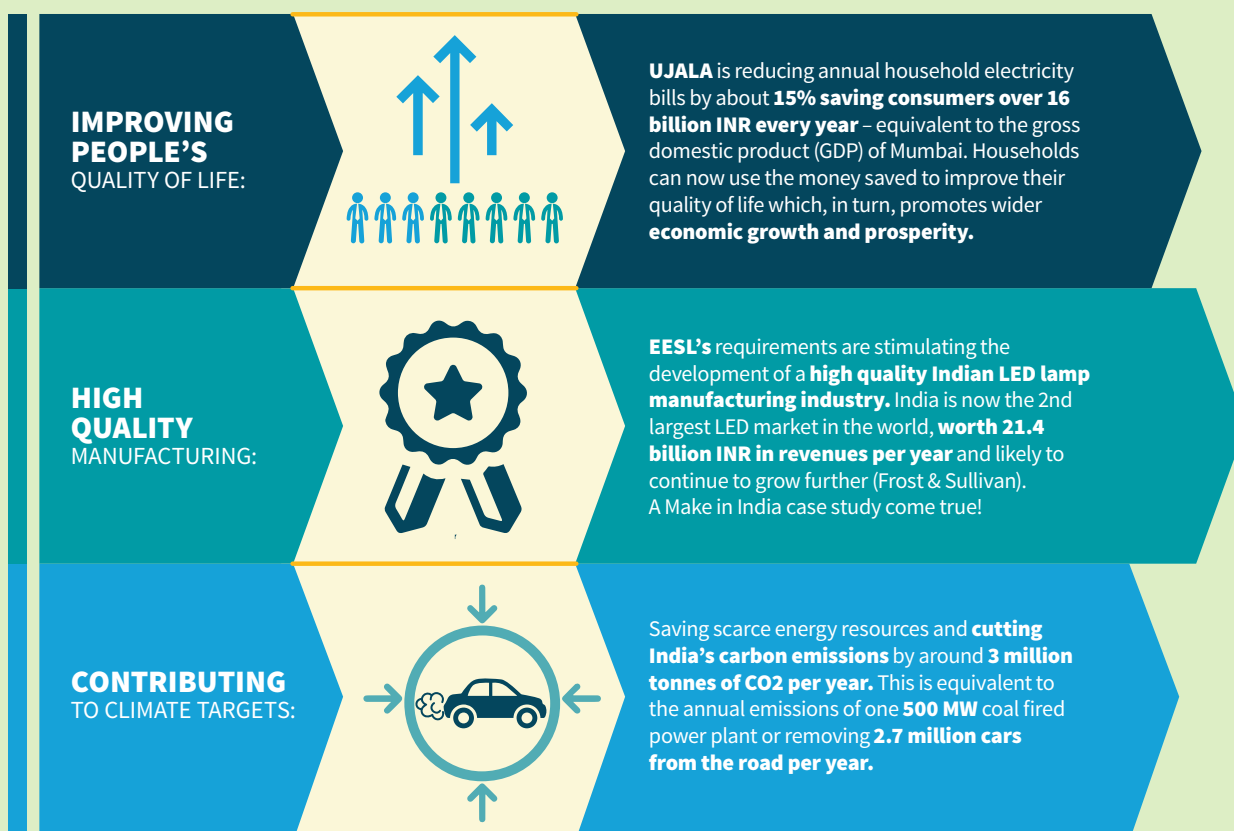 IMPROVING
PEOPLE’S
QUALITY OF LIFE:
UJALA is reducing annual household electricity
bills by about 15% saving consumers over 16
billion INR every year – equivalent to the gross
domestic product (GDP) of Mumbai. Households
can now use the money saved to improve their
quality of life which, in turn, promotes wider
economic growth and prosperity.
HIGH
QUALITY
MANUFACTURING:
EESL’s requirements are stimulating the
development of a high quality Indian LED lamp
manufacturing industry. India is now the 2nd
largest LED market in the world, worth 21.4
billion INR in revenues per year and likely to
continue to grow further (Frost & Sullivan).
A Make in India case study come true!
CONTRIBUTING
TO CLIMATE TARGETS:
Saving scarce energy resources and cutting
India’s carbon emissions by around 3 million
tonnes of CO2 per year. This is equivalent to
the annual emissions of one 500 MW coal fired
power plant or removing 2.7 million cars
from the road per year.